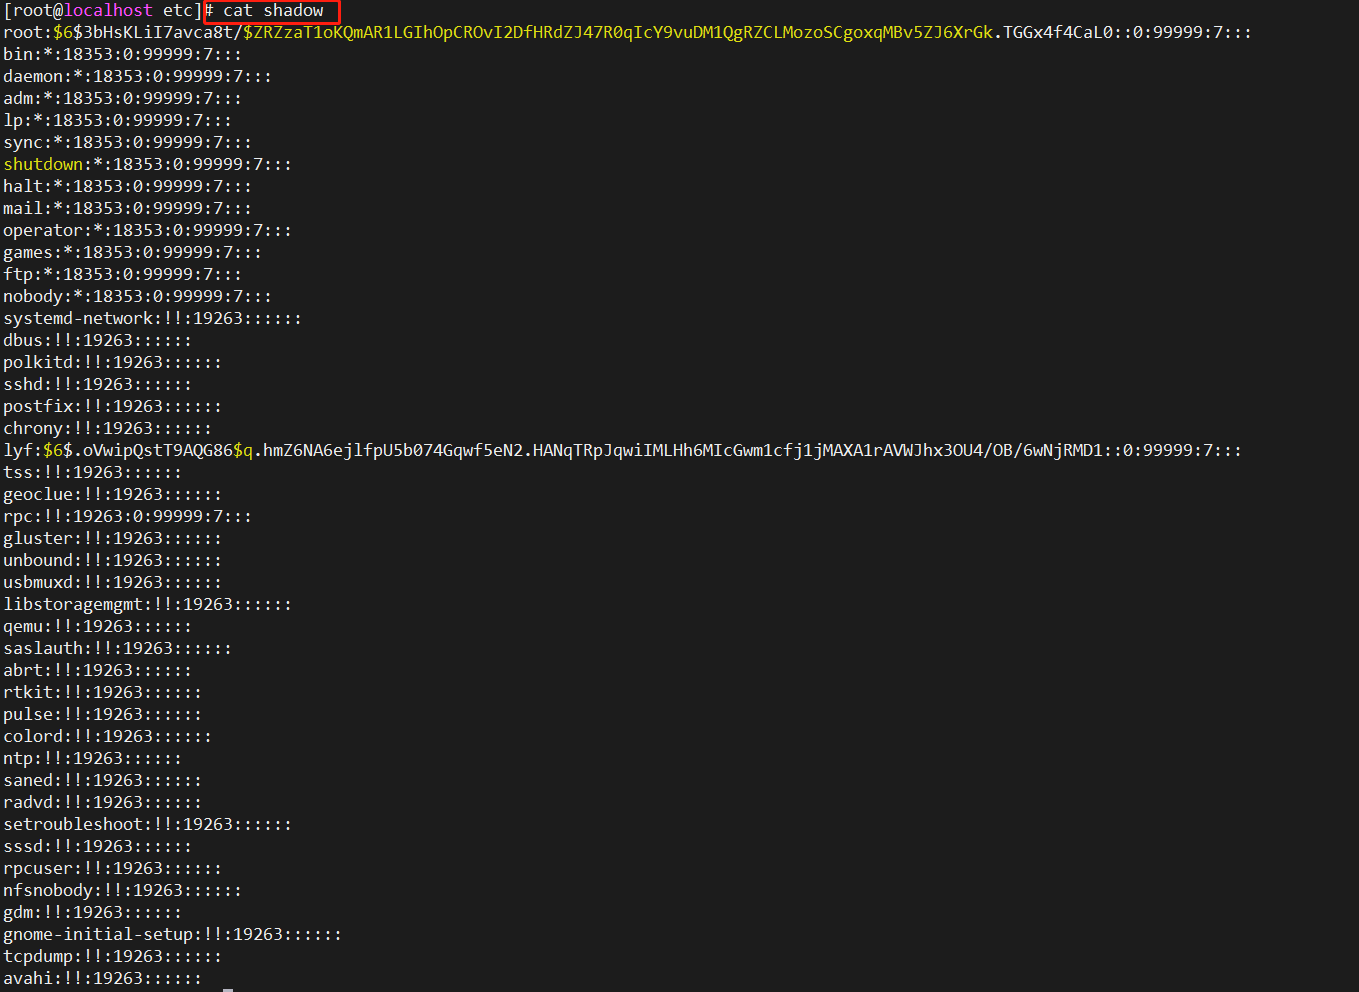 [root@localhost etc]# cat shadow
root:$6$3bHsKLiI7avca8t/$ZRZzaT1oKQmAR1LGIhOpCROvI2DfHRdZJ47R0qIcY9vuDM1QgRZCLMozoSCgoxqMBv5ZJ6XrGk.TGGx4f4CaL0::0:99999:7:::
bin:*:18353:0:99999:7:::
daemon:*:18353:0:99999:7:::
adm:*:18353:0:99999:7:::
lp:*:18353:0:99999:7:::
sync:*:18353:0:99999:7:::
shutdown:*:18353:0:99999:7:::
halt:*:18353:0:99999:7:::
mail:*:18353:0:99999:7:::
operator:*:18353:0:99999:7:::
games:*:18353:0:99999:7:::
ftp:*:18353:0:99999:7:::
nobody:*:18353:0:99999:7:::
systemd-network:!!:19263::::::
dbus:!!:19263::::::
polkitd:!!:19263::::::
sshd:!!:19263::::::
postfix:!!:19263::::::
chrony:!!:19263::::::
lyf:$6$.oVwipQstT9AQG86$q.hmZ6NA6ejlfpU5b074Gqwf5eN2.HANqTRpJqwiIMLHh6MIcGwm1cfj1jMAXA1rAVWJhx3OU4/OB/6wNjRMD1::0:99999:7:::
tss:!!:19263::::::
geoclue:!!:19263::::::
rpc:!!:19263:0:99999:7:::
gluster:!!:19263::::::
unbound:!!:19263::::::
usbmuxd:!!:19263::::::
libstoragemgmt:!!:19263::::::
qemu:!!:19263::::::
saslauth:!!:19263::::::
abrt:!!:19263::::::
rtkit:!!:19263::::::
pulse:!!:19263::::::
colord:!!:19263::::::
ntp:!!:19263::::::
saned:!!:19263::::::
radvd:!!:19263::::::
setroubleshoot:!!:19263::::::
sssd:!!:19263::::::
rpcuser:!!:19263::::::
nfsnobody:!!:19263::::::
gdm:!!:19263::::::
gnome-initial-setup:!!:19263::::::
tcpdump:!!:19263::::::
avahi:!!:19263::::::